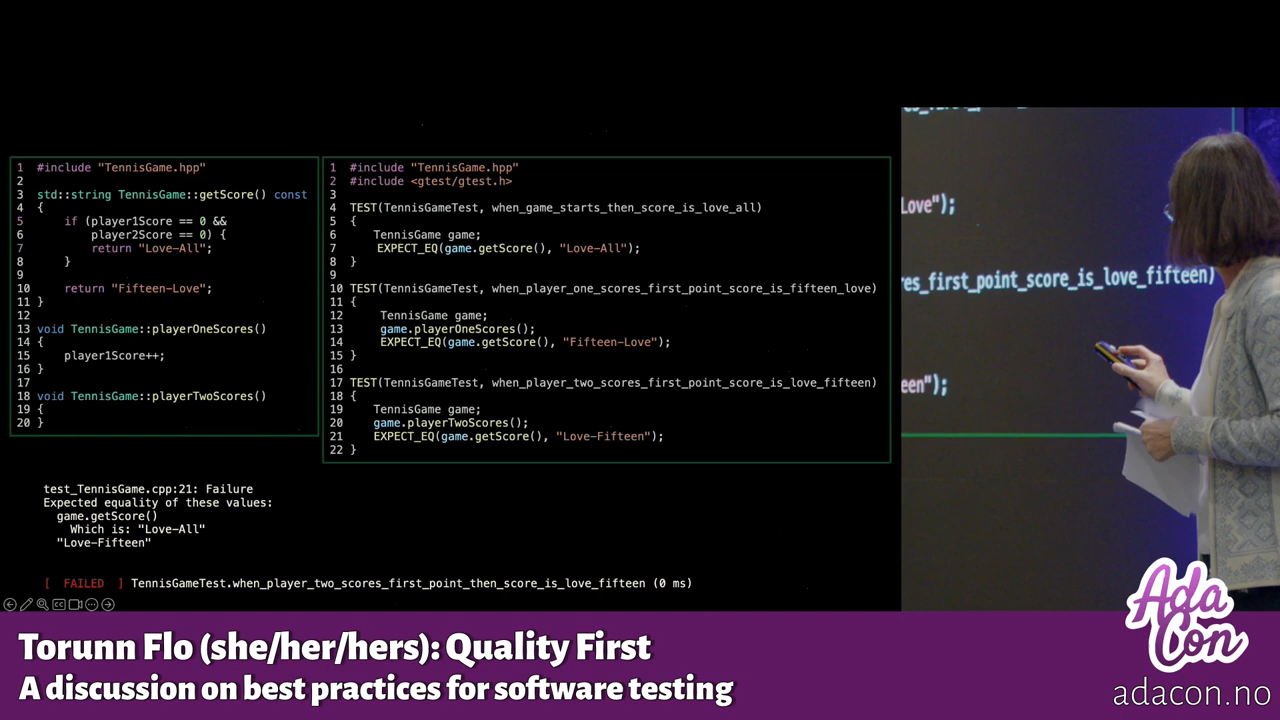 1 #include "TennisGame.hpp"
2
3 std::string TennisGame::getScore() const
4 {
5 if (player1Score == 0 &&
6 player2Score == 0) {
7 return "Love-All";
8 }
9
10 return "Fifteen-Love";
11 }
12
13 void TennisGame::playerOneScores()
14 {
15 player1Score++;
16 }
17
18 void TennisGame::playerTwoScores()
19 {
20 }
1 #include "TennisGame.hpp"
2 #include <gtest/gtest.h>
3
4 TEST(TennisGameTest, when_game_starts_then_score_is_love_all)
5 {
6 TennisGame game;
7 EXPECT_EQ(game.getScore(), "Love-All");
8 }
9
10 TEST(TennisGameTest, when_player_one_scores_first_point_score_is_fifteen_love)
11 {
12 TennisGame game;
13 game.playerOneScores();
14 EXPECT_EQ(game.getScore(), "Fifteen-Love");
15 }
16
17 TEST(TennisGameTest, when_player_two_scores_first_point_score_is_love_fifteen)
18 {
19 TennisGame game;
20 game.playerTwoScores();
21 EXPECT_EQ(game.getScore(), "Love-Fifteen");
22 }
test_TennisGame.cpp:21: Failure
Expected equality of these values:
game.getScore()
Which is: "Love-All"
"Love-Fifteen"
[ FAILED ] TennisGameTest.when_player_two_scores_first_point_then_score_is_love_fifteen (0 ms)
Love");
res_first_point_score_is_love_fifteen)
een");
Ada
Con
Torunn Flo (she/her/hers): Quality First
A discussion on best practices for software testing
adacon.no